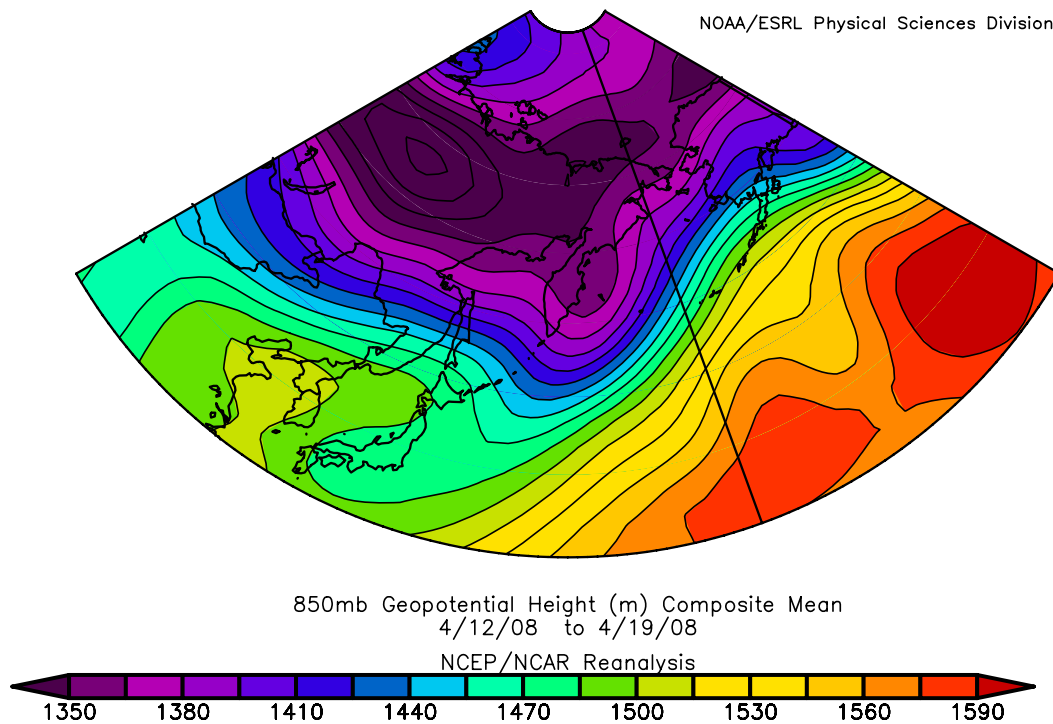 NOAA/ESRL Physical Sciences Division
850mb Geopotential Height (m) Composite Mean
4/12/08 to 4/19/08
NCEP/NCAR Reanalysis
1350 1380 1410 1440 1470 1500 1530 1560 1590